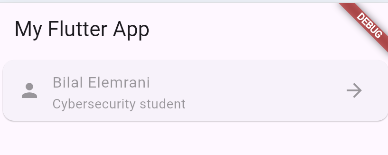 My Flutter App
DEBUG
Bilal Elemrani
Cybersecurity student